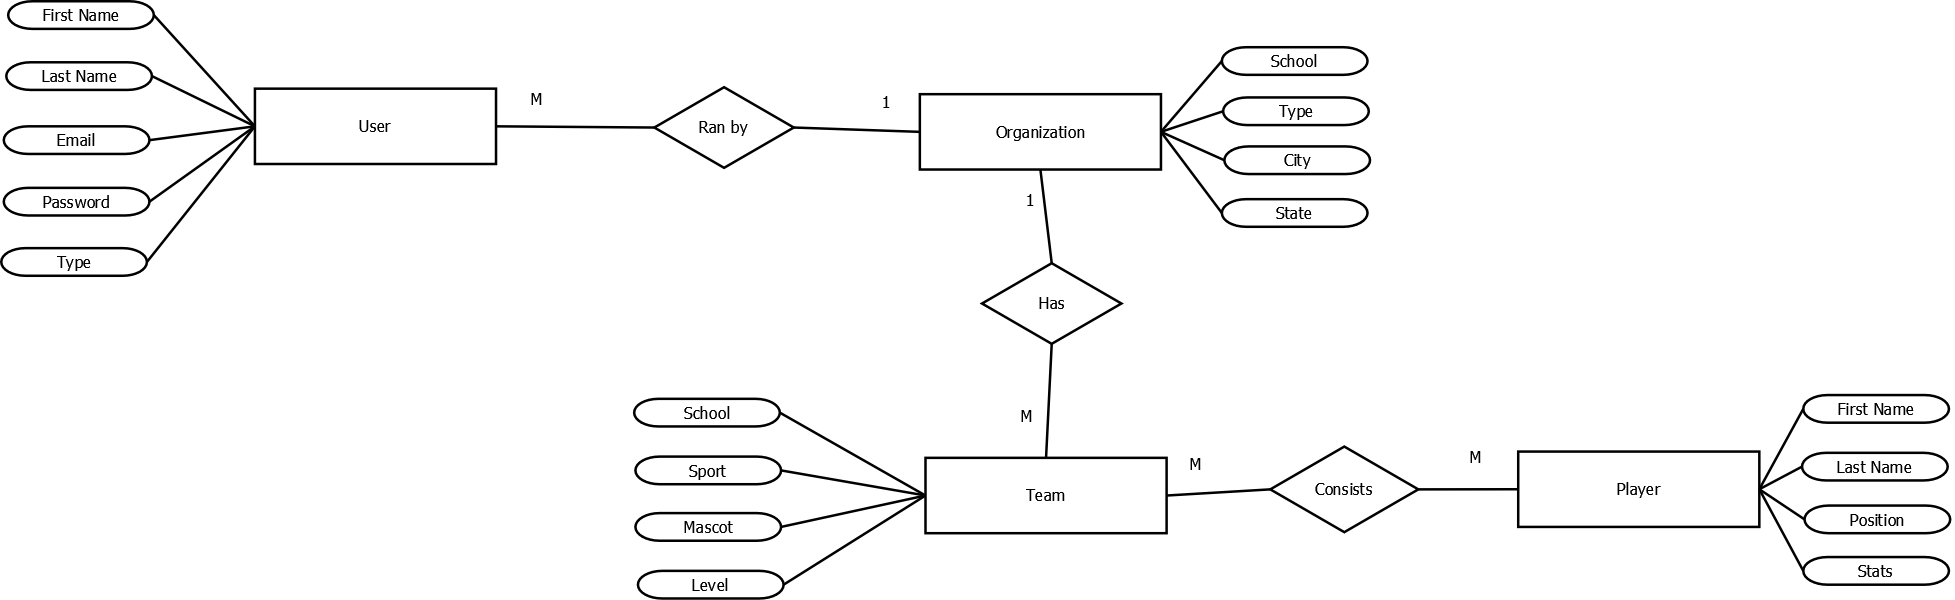 First Name
Last Name
Email
Password
Type
User
M
Ran by
1
Organization
School
Type
City
State
1
Has
M
School
Sport
Mascot
Level
Team
M
Consists
M
Player
First Name
Last Name
Position
Stats